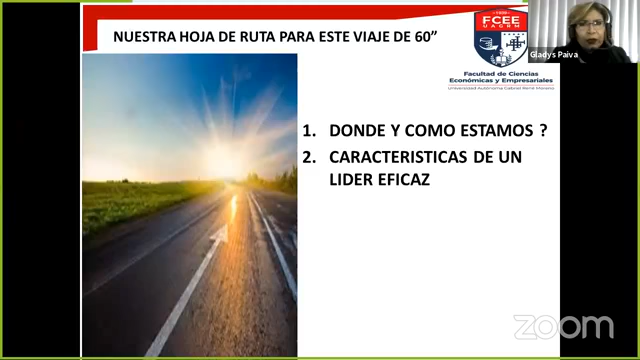 NUESTRA HOJA DE RUTA PARA ESTE VIAJE DE 60”
FCEE
UAGRM
Facultad de Ciencias
Económicas y Empresariales
Universidad Autónoma Gabriel René Moreno
Gladys Paiva
1. DONDE Y COMO ESTAMOS ?
2. CARACTERISTICAS DE UN
LIDER EFICAZ
zoom